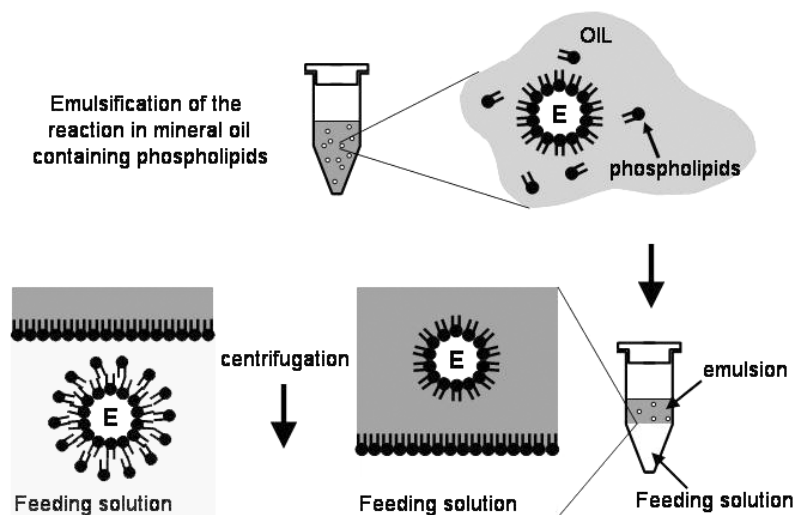 Emulsification of the
reaction in mineral oil
containing phospholipids
OIL
E
phospholipids
E
Feeding solution
centrifugation
E
Feeding solution
emulsion
Feeding solution